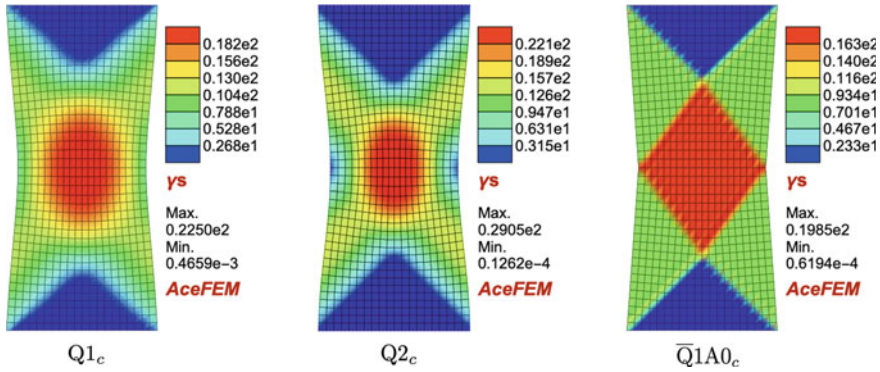 0.182e2
0.156e2
0.130e2
0.104e2
0.788e1
0.528e1
0.268e1
γs
Max.
0.2250e2
Min.
0.4659e-3
AceFEM
Q1c
0.221e2
0.189e2
0.157e2
0.126e2
0.947e1
0.631e1
0.315e1
γs
Max.
0.2905e2
Min.
0.1262e-4
AceFEM
Q2c
0.163e2
0.140e2
0.116e2
0.934e1
0.701e1
0.467e1
0.233e1
γs
Max.
0.1985e2
Min.
0.6194e-4
AceFEM
Q̅1A0c